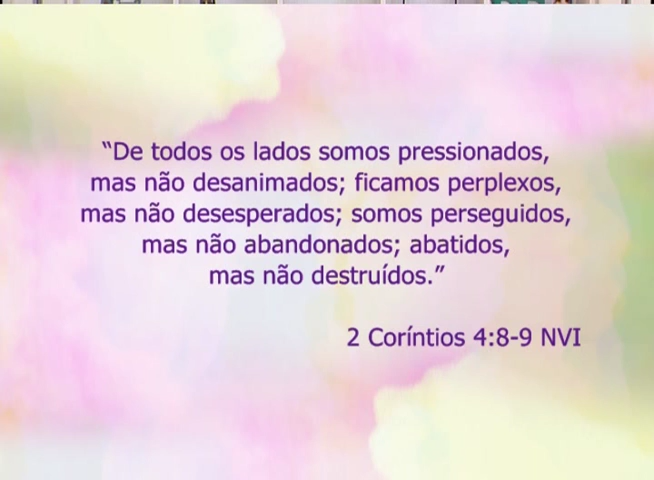 “De todos os lados somos pressionados,
mas não desanimados; ficamos perplexos,
mas não desesperados; somos perseguidos,
mas não abandonados; abatidos,
mas não destruídos.”
2 Coríntios 4:8-9 NVI